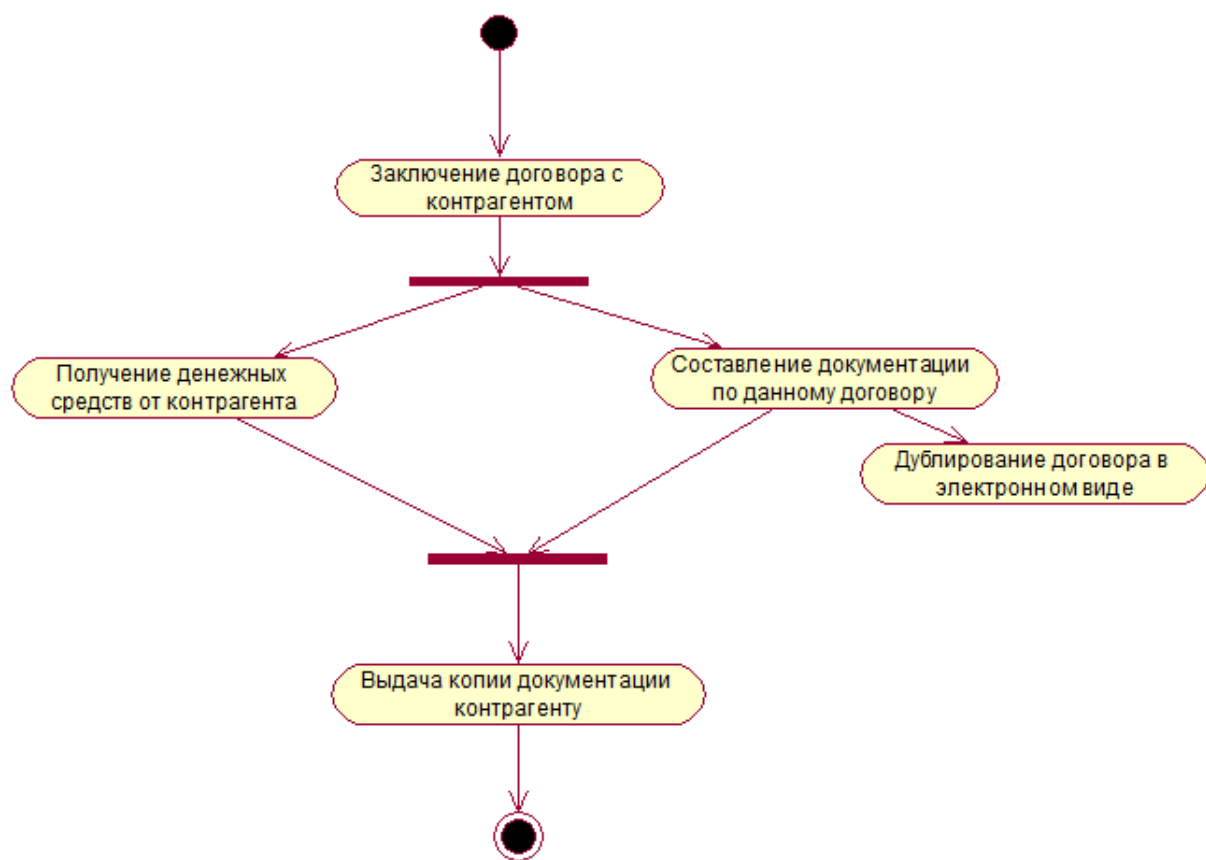 Заключение договора с
контрагентом
Получение денежных
средств от контрагента
Составление документации
по данному договору
Дублирование договора в
электронном виде
Выдача копии документации
контрагенту